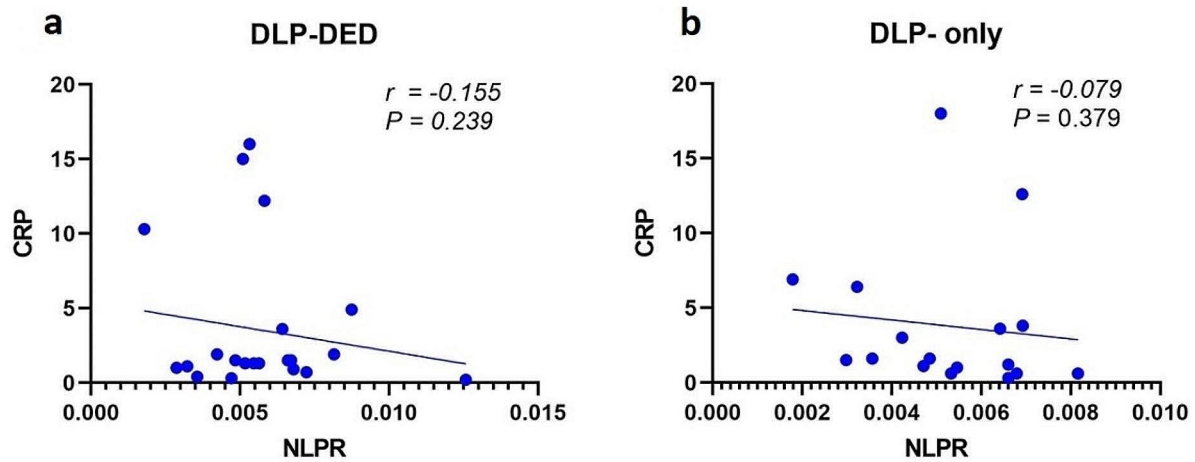 a
DLP-DED
r = -0.155
P = 0.239
20
15
10
5
0
CRP
0.000 0.005 0.010 0.015
NLPR
b
DLP- only
r = -0.079
P = 0.379
20
15
10
5
0
CRP
0.000 0.002 0.004 0.006 0.008 0.010
NLPR